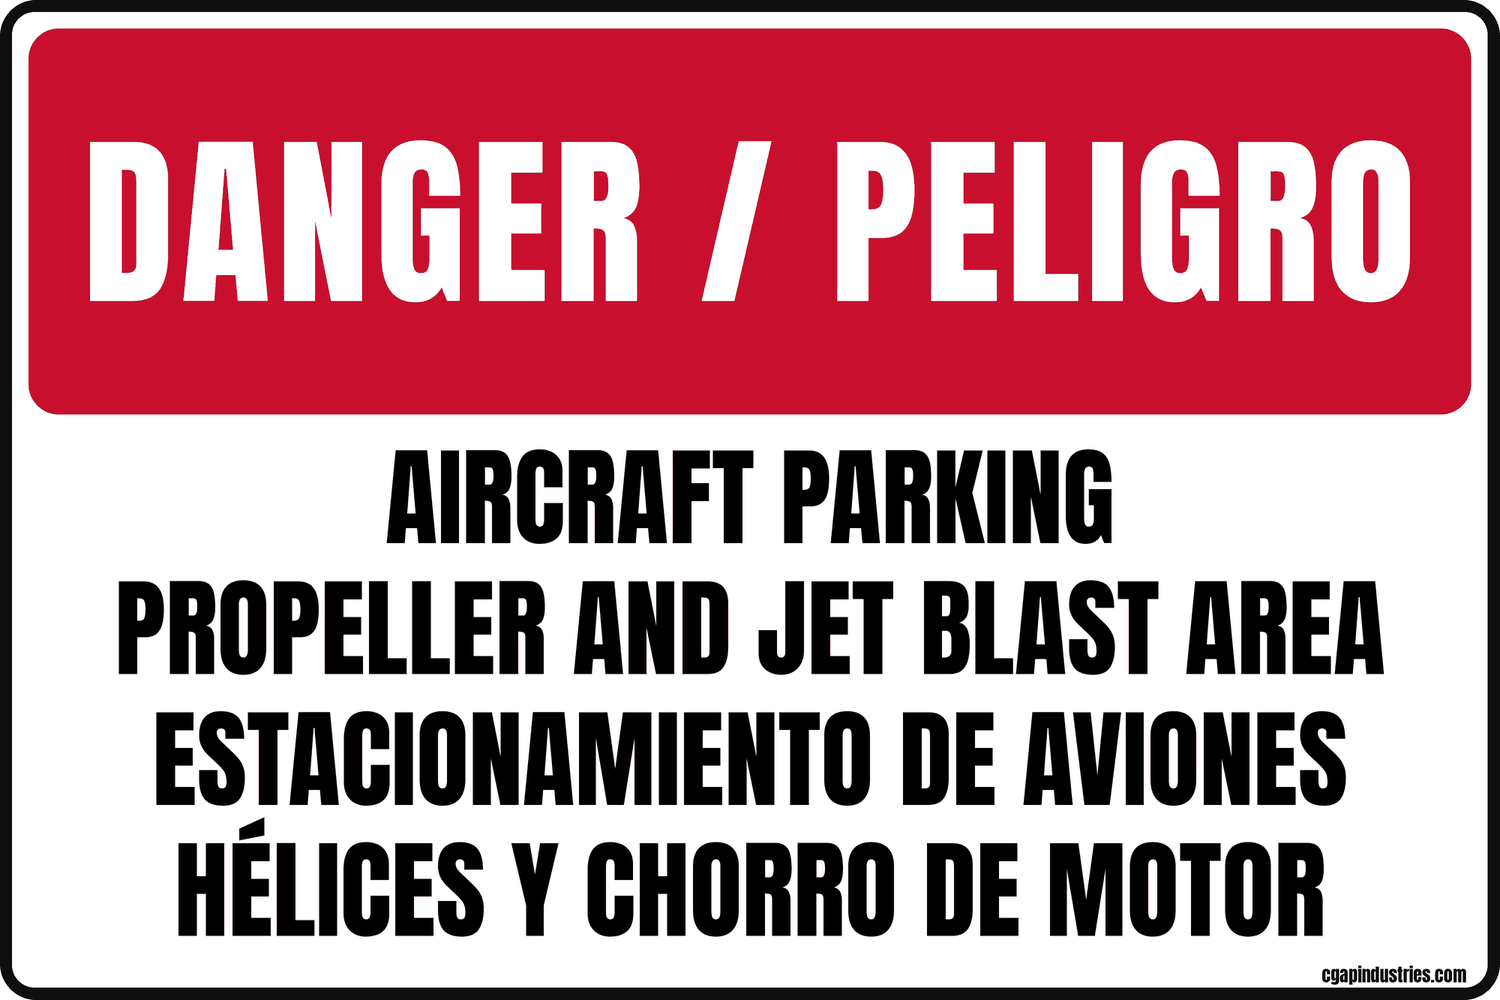 DANGER / PELIGRO
AIRCRAFT PARKING
PROPELLER AND JET BLAST AREA
ESTACIONAMIENTO DE AVIONES
HÉLICES Y CHORRO DE MOTOR
cgapindustries.com